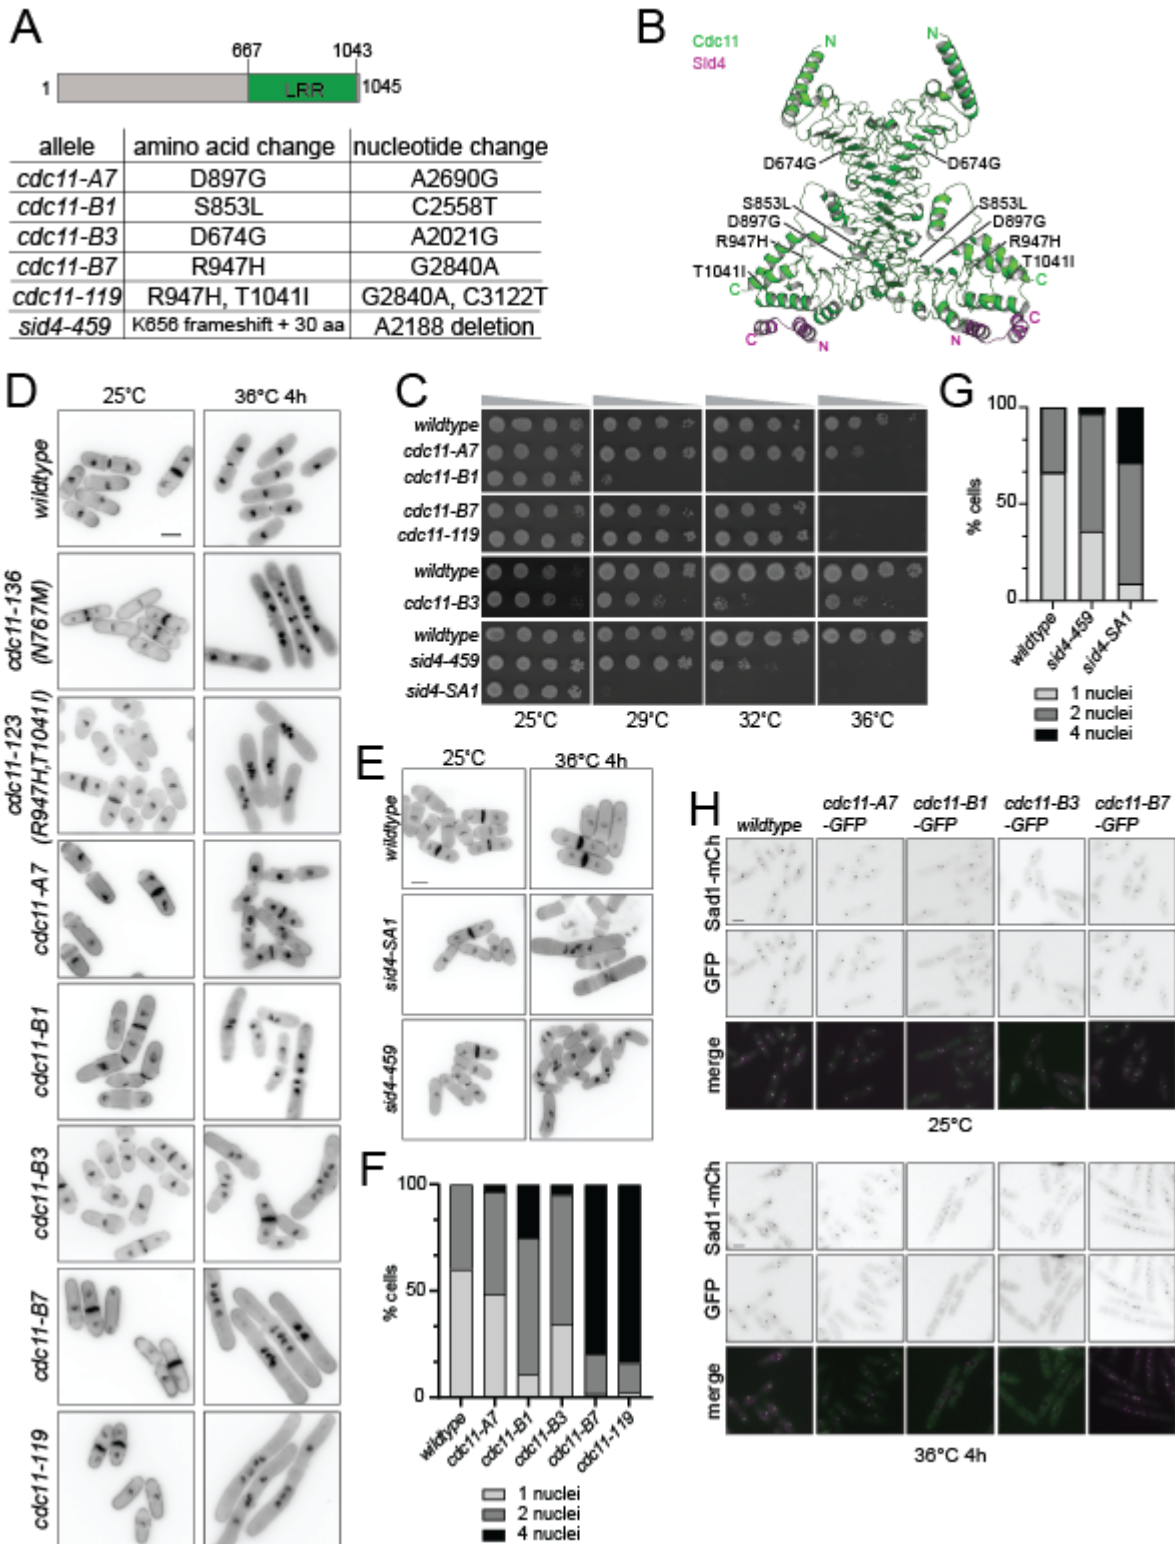 A
667 1043
1 LRR 1045
allele amino acid change nucleotide change
cdc11-A7 D897G A2690G
cdc11-B1 S853L C2558T
cdc11-B3 D674G A2021G
cdc11-B7 R947H G2840A
cdc11-119 R947H, T1041I G2840A, C3122T
sid4-459 K656 frameshift + 30 aa A2188 deletion
B
Cdc11
Sid4
N N
D674G D674G
S853L S853L
D897G D897G
R947H R947H
T1041I T1041I
C C
C N N C
D
25°C 36°C 4h
wildtype
cdc11-136
(N767M)
cdc11-123
(R947H,T1041I)
cdc11-A7
cdc11-B1
cdc11-B3
cdc11-B7
cdc11-119
C
wildtype
cdc11-A7
cdc11-B1
cdc11-B7
cdc11-119
wildtype
cdc11-B3
wildtype
sid4-459
sid4-SA1
25°C 29°C 32°C 36°C
E
25°C 36°C 4h
wildtype
sid4-SA1
sid4-459
F
% cells
100
50
0
wildtype
cdc11-A7
cdc11-B1
cdc11-B3
cdc11-B7
cdc11-119
1 nuclei
2 nuclei
4 nuclei
G
% cells
100
50
0
wildtype
sid4-459
sid4-SA1
1 nuclei
2 nuclei
4 nuclei
H
cdc11-A7 cdc11-B1 cdc11-B3 cdc11-B7
wildtype -GFP -GFP -GFP -GFP
Sad1-mCh
GFP
merge
25°C
Sad1-mCh
GFP
merge
36°C 4h